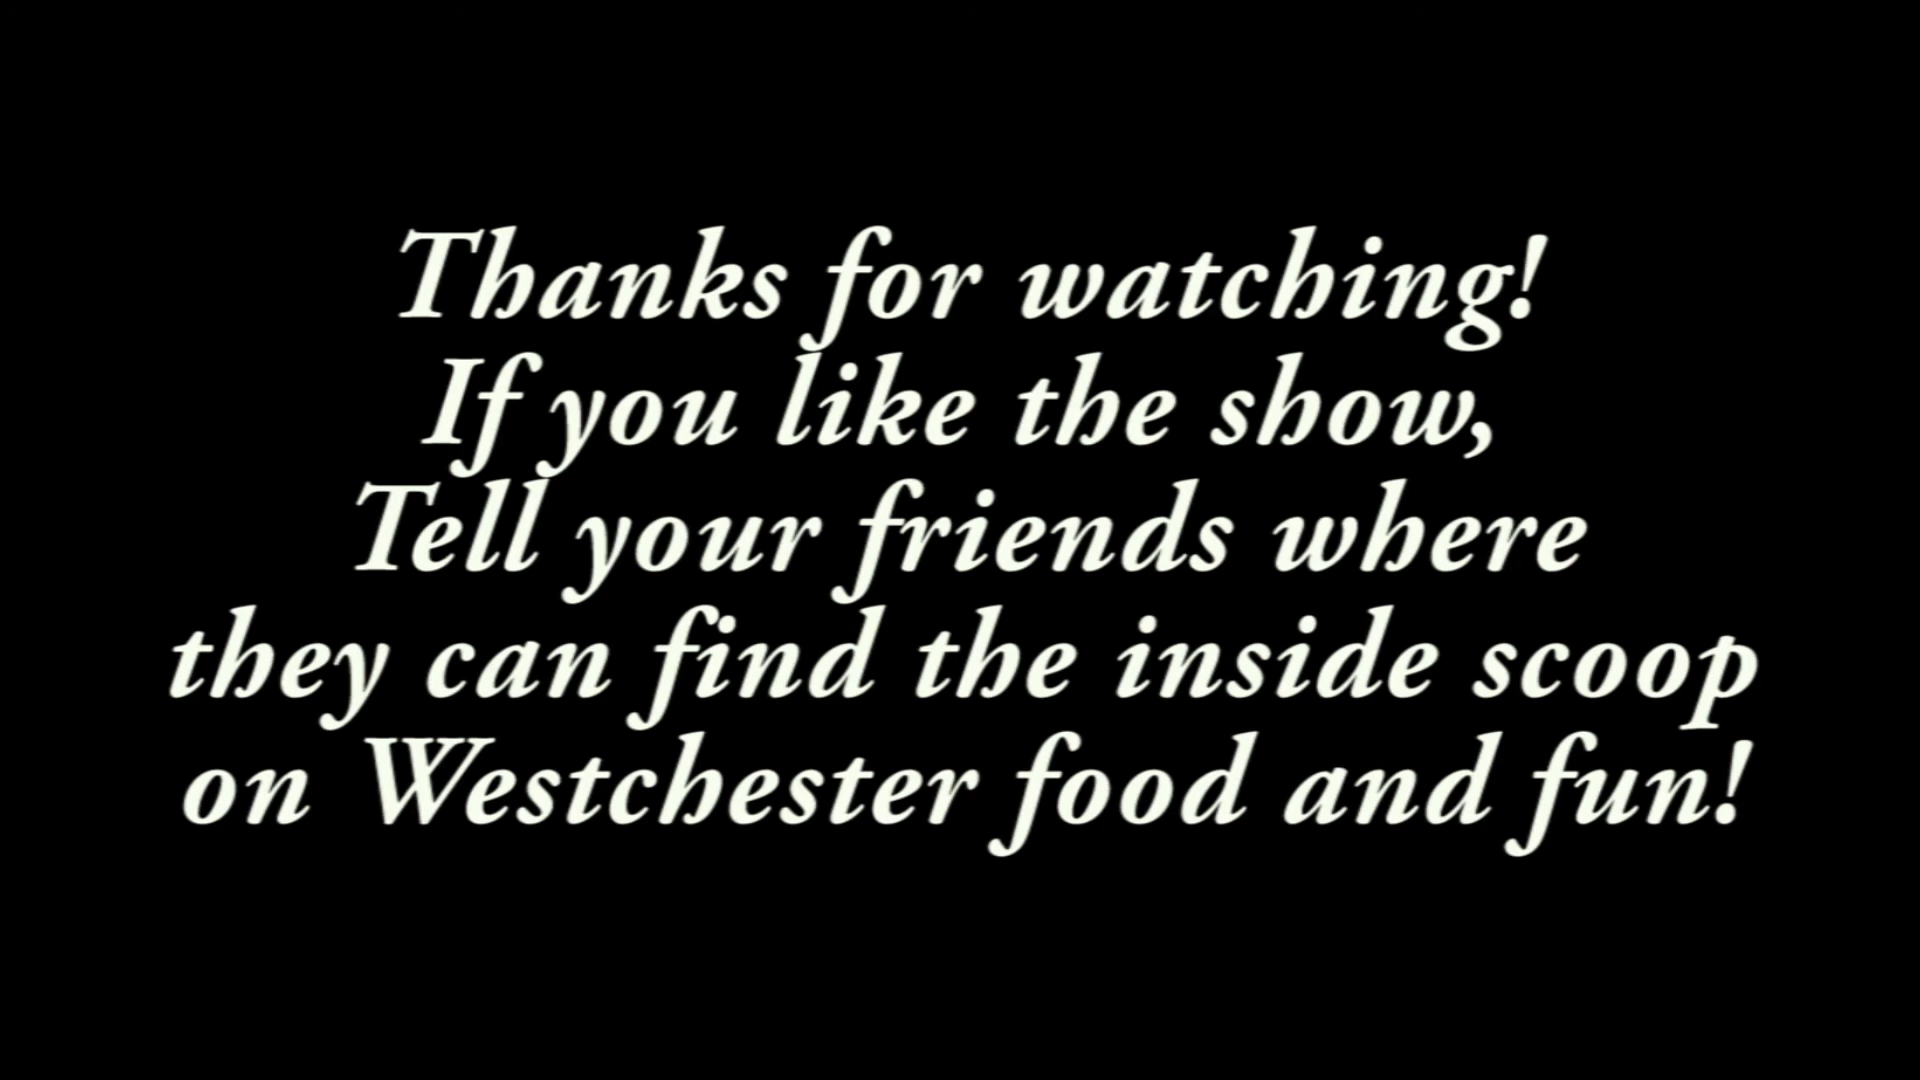 Thanks for watching!
If you like the show,
Tell your friends where
they can find the inside scoop
on Westchester food and fun!